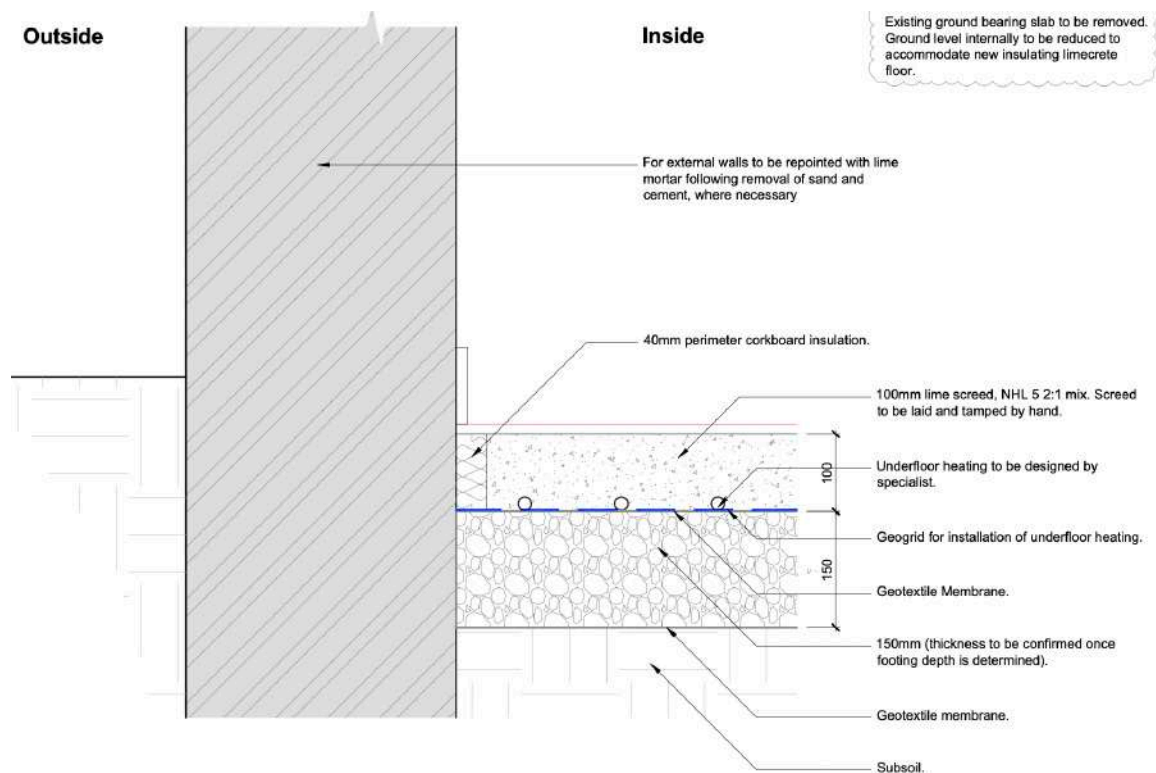 Outside
Inside
Existing ground bearing slab to be removed.
Ground level internally to be reduced to
accommodate new insulating limecrete
floor.
For external walls to be repointed with lime
mortar following removal of sand and
cement, where necessary
40mm perimeter corkboard insulation.
100mm lime screed, NHL 5 2:1 mix. Screed
to be laid and tamped by hand.
100
Underfloor heating to be designed by
specialist.
Geogrid for installation of underfloor heating.
150
Geotextile Membrane.
150mm (thickness to be confirmed once
footing depth is determined).
Geotextile membrane.
Subsoil.